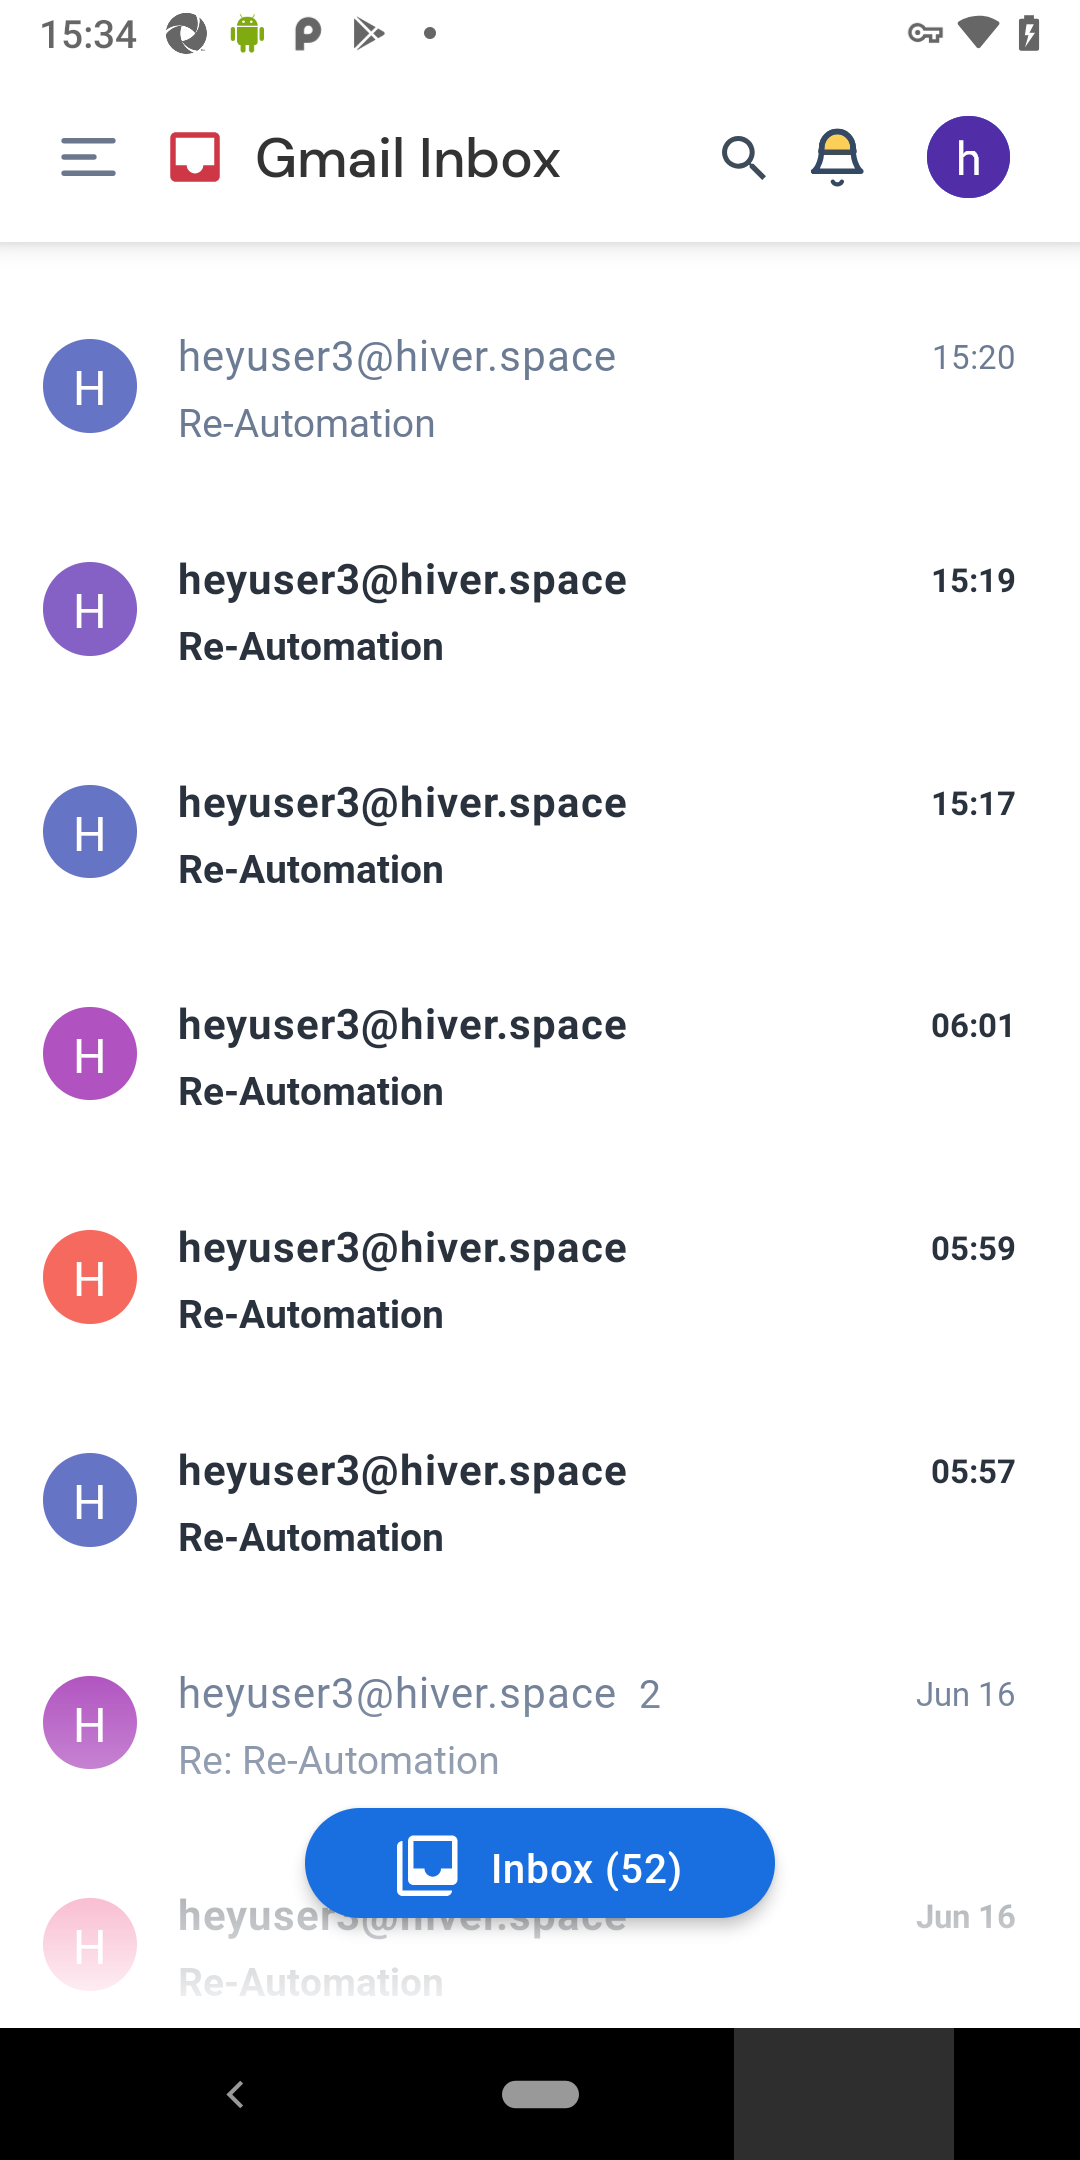 15:34
Gmail Inbox
h
H
heyuser3@hiver.space
15:20
Re-Automation
H
heyuser3@hiver.space
15:19
Re-Automation
H
heyuser3@hiver.space
15:17
Re-Automation
H
heyuser3@hiver.space
06:01
Re-Automation
H
heyuser3@hiver.space
05:59
Re-Automation
H
heyuser3@hiver.space
05:57
Re-Automation
H
heyuser3@hiver.space 2
Jun 16
Re: Re-Automation
Inbox (52)
H
heyuser3@hiver.space
Jun 16
Re-Automation